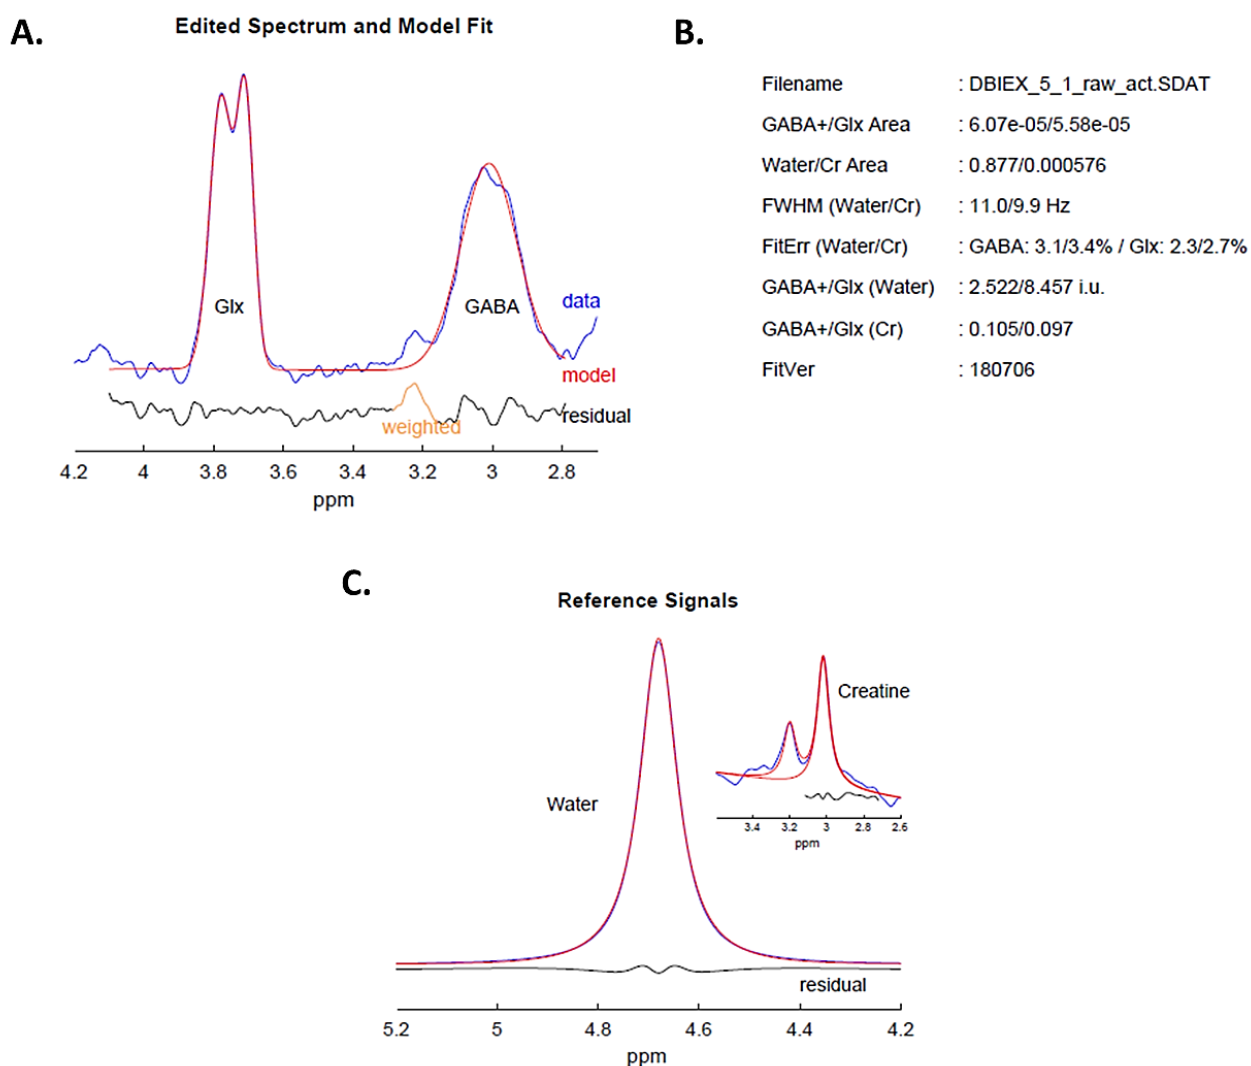 A.
Edited Spectrum and Model Fit
Glx
GABA
data
model
residual
weighted
4.2 4 3.8 3.6 3.4 3.2 3 2.8
ppm
B.
Filename : DBIEX_5_1_raw_act.SDAT
GABA+/Glx Area : 6.07e-05/5.58e-05
Water/Cr Area : 0.877/0.000576
FWHM (Water/Cr) : 11.0/9.9 Hz
FitErr (Water/Cr) : GABA: 3.1/3.4% / Glx: 2.3/2.7%
GABA+/Glx (Water) : 2.522/8.457 i.u.
GABA+/Glx (Cr) : 0.105/0.097
FitVer : 180706
C.
Reference Signals
Creatine
Water
3.4 3.2 3 2.8 2.6
ppm
residual
5.2 5 4.8 4.6 4.4 4.2
ppm